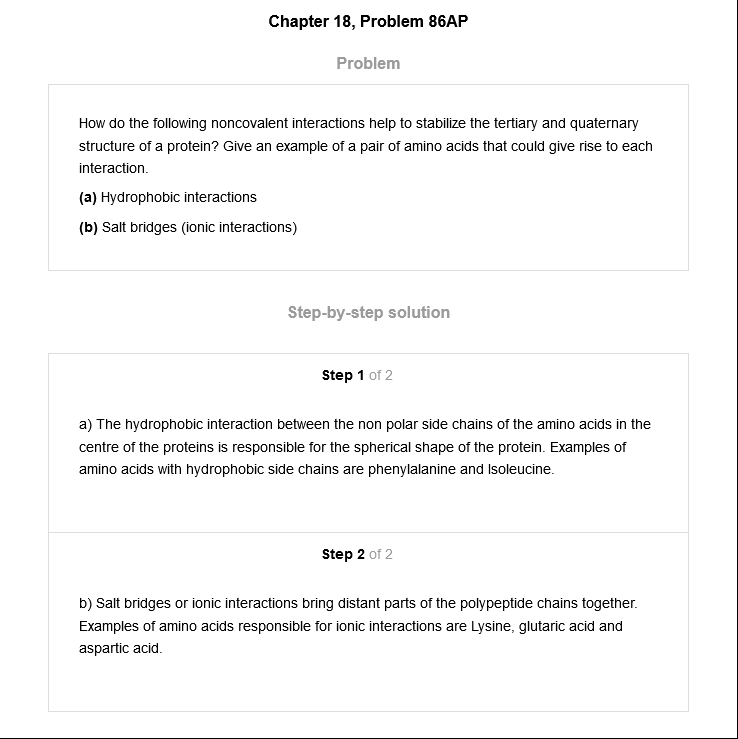 Chapter 18, Problem 86AP
Problem
How do the following noncovalent interactions help to stabilize the tertiary and quaternary
structure of a protein? Give an example of a pair of amino acids that could give rise to each
interaction.
(a) Hydrophobic interactions
(b) Salt bridges (ionic interactions)
Step-by-step solution
Step 1 of 2
a) The hydrophobic interaction between the non polar side chains of the amino acids in the
centre of the proteins is responsible for the spherical shape of the protein. Examples of
amino acids with hydrophobic side chains are phenylalanine and Isoleucine.
Step 2 of 2
b) Salt bridges or ionic interactions bring distant parts of the polypeptide chains together.
Examples of amino acids responsible for ionic interactions are Lysine, glutaric acid and
aspartic acid.